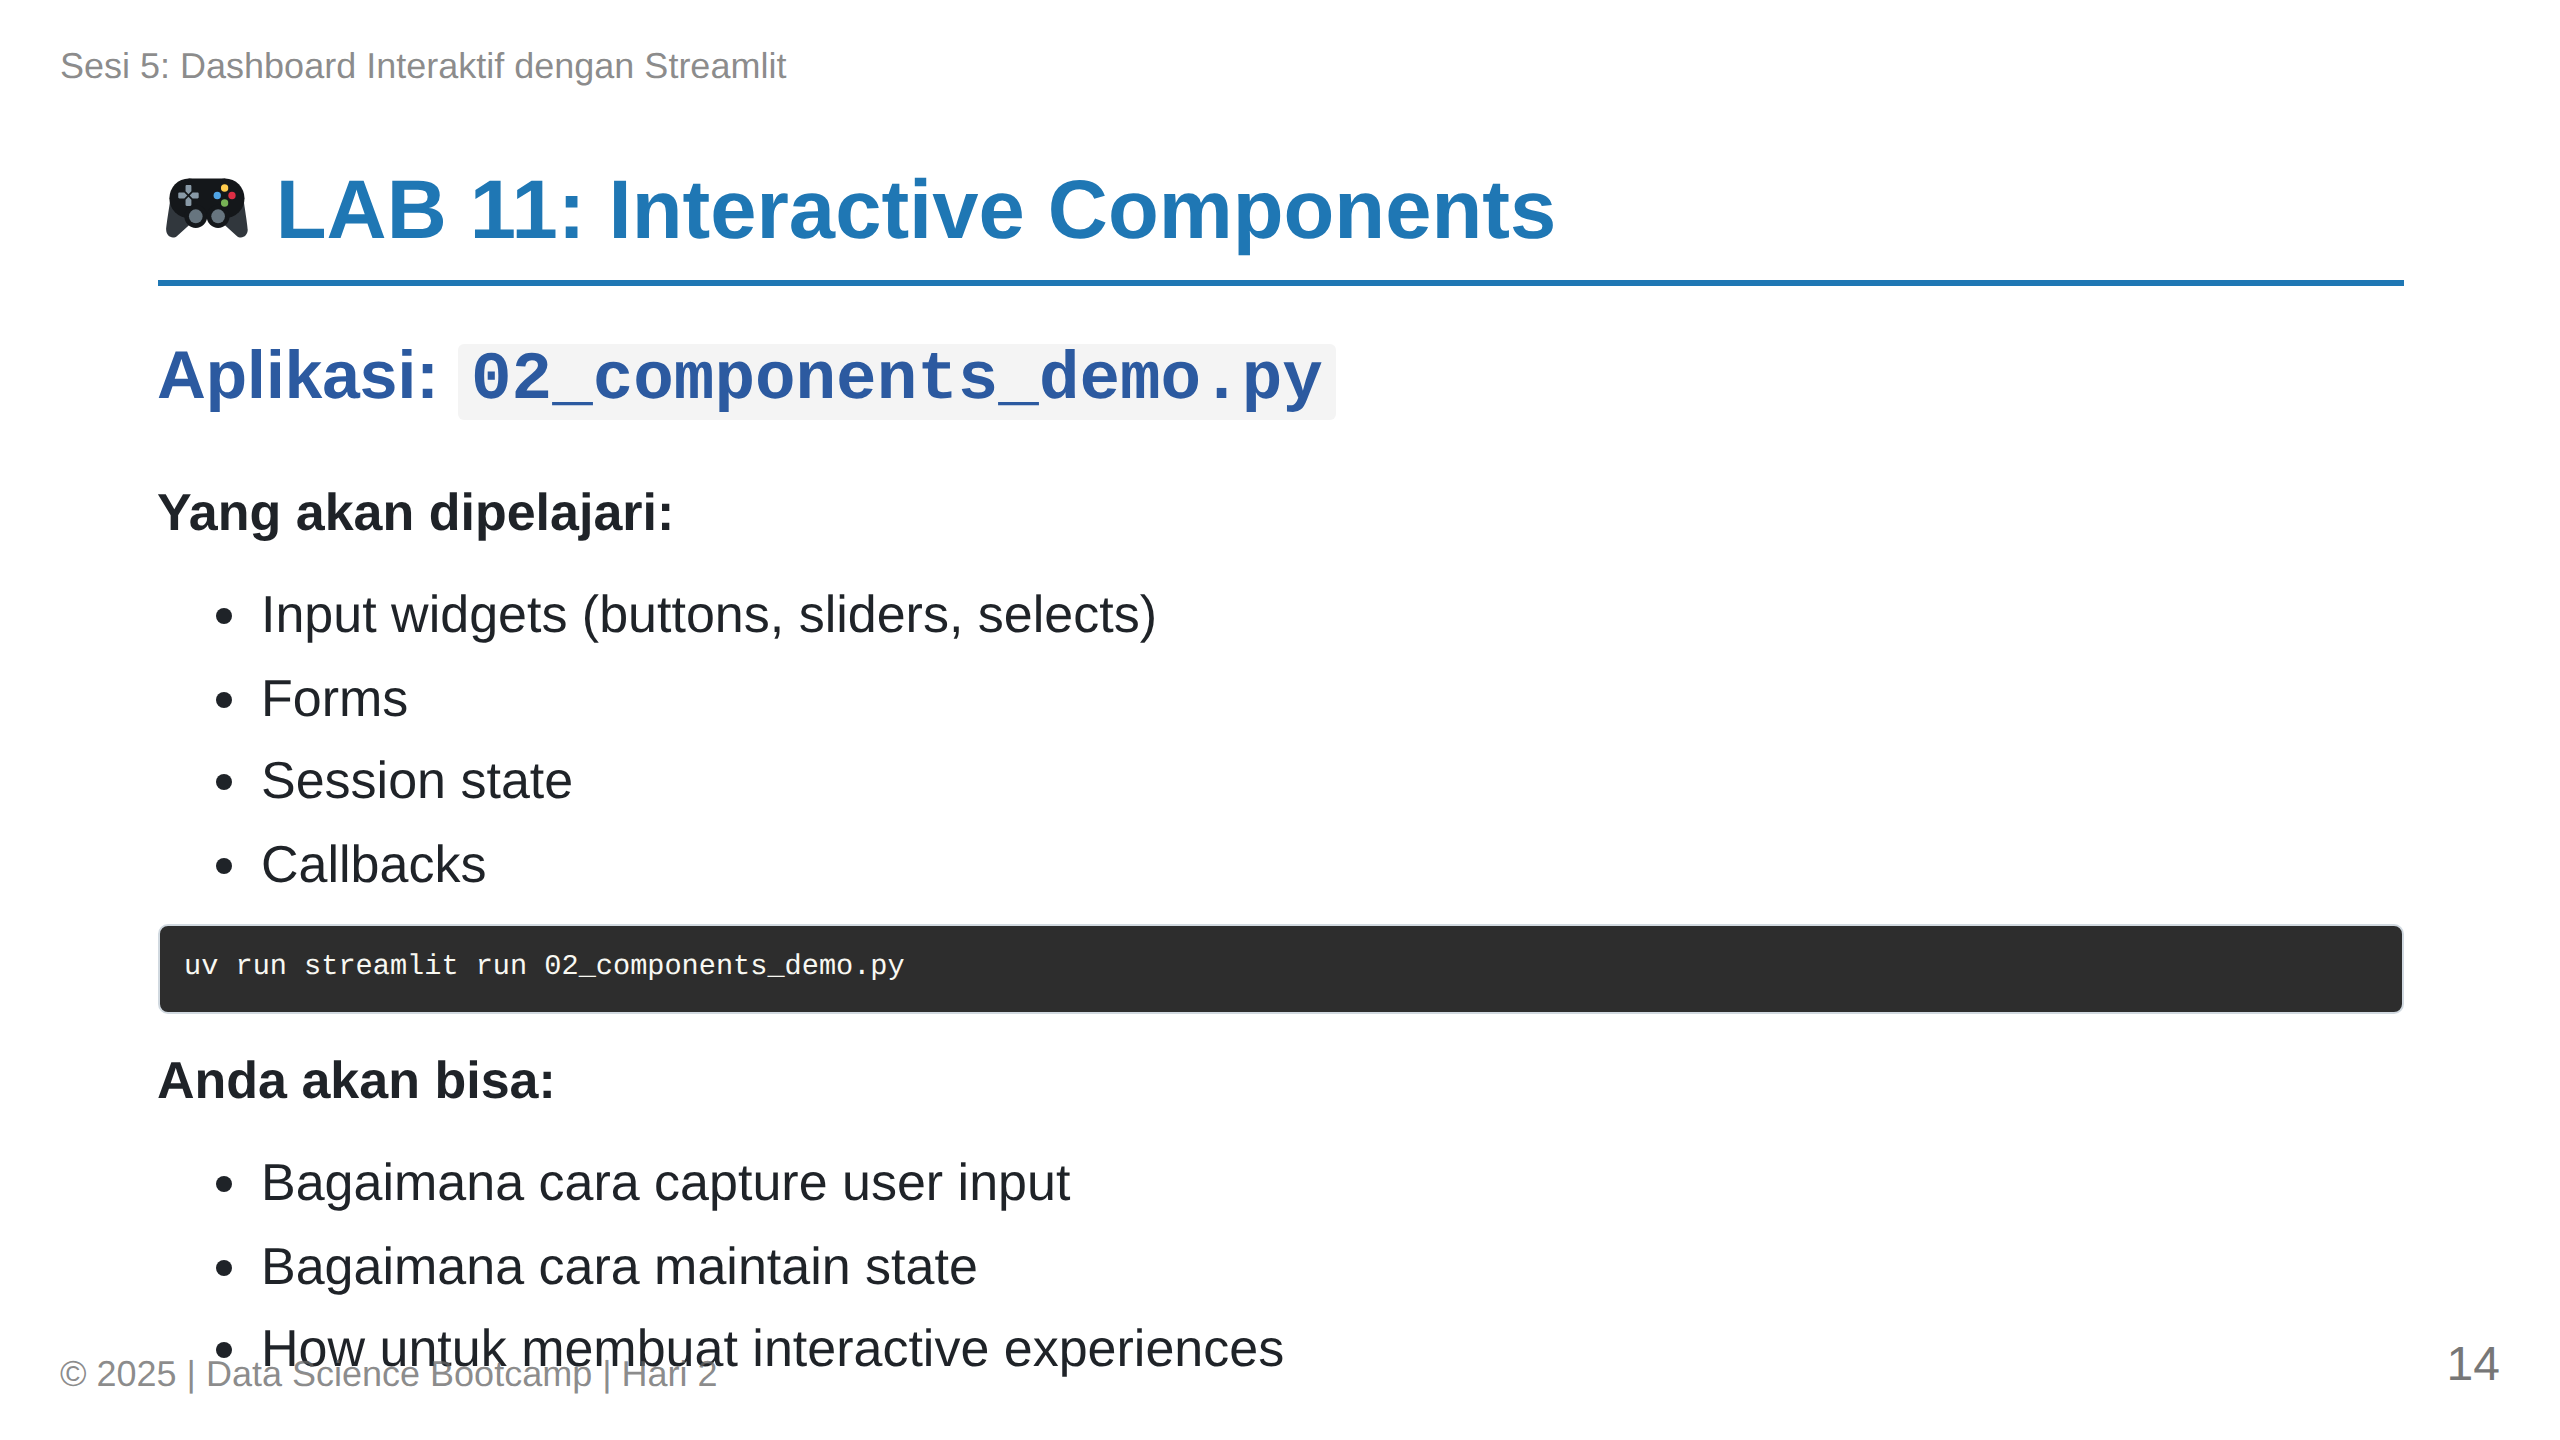 Sesi 5: Dashboard Interaktif dengan Streamlit
🎮 LAB 11: Interactive Components
Aplikasi: 02_components_demo.py
Yang akan dipelajari:
• Input widgets (buttons, sliders, selects)
• Forms
• Session state
• Callbacks
uv run streamlit run 02_components_demo.py
Anda akan bisa:
• Bagaimana cara capture user input
• Bagaimana cara maintain state
• How untuk membuat interactive experiences
© 2025 | Data Science Bootcamp | Hari 2
14